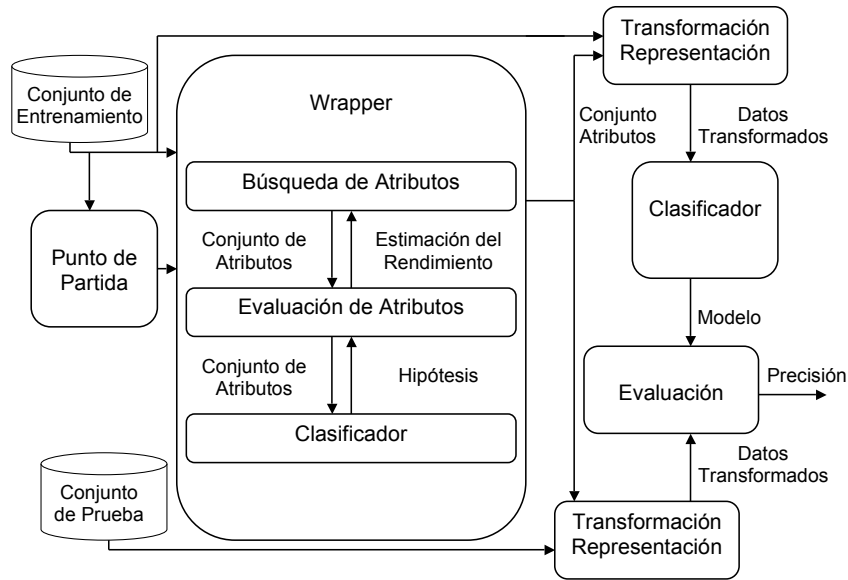 Transformación
Representación
Conjunto de
Entrenamiento
Wrapper
Conjunto
Atributos
Datos
Transformados
Búsqueda de Atributos
Clasificador
Punto de
Partida
Conjunto de
Atributos
Estimación del
Rendimiento
Evaluación de Atributos
Modelo
Conjunto de
Atributos
Hipótesis
Evaluación
Precisión
Clasificador
Datos
Transformados
Conjunto
de Prueba
Transformación
Representación